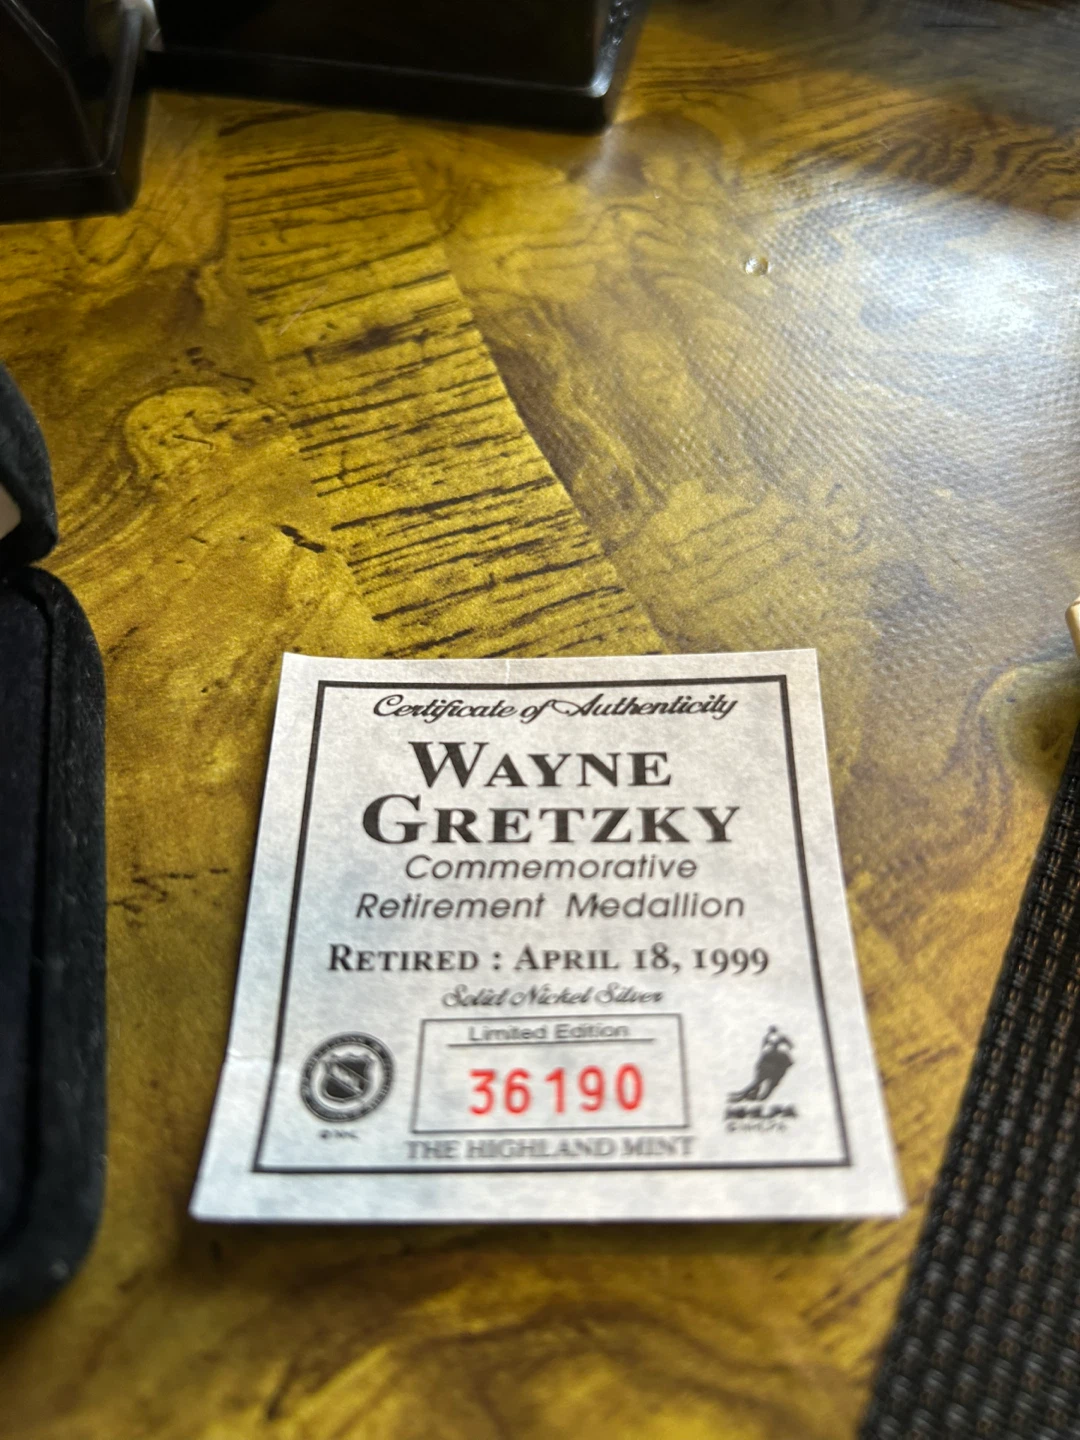 Certificate of Authenticity
WAYNE
GRETZKY
Commemorative
Retirement Medallion
RETIRED : APRIL 18, 1999
Solid Nickel Silver
Limited Edition
36190
NHLPA
THE HIGHLAND MINT